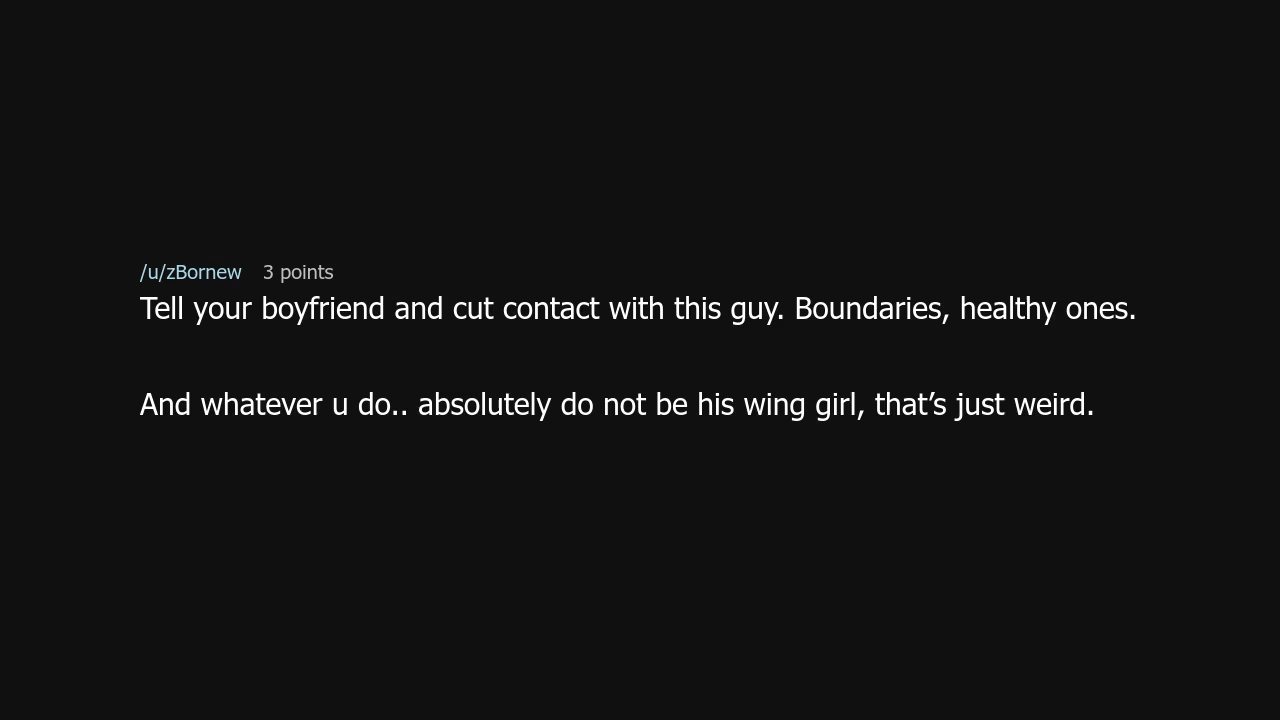 /u/zBornew 3 points
Tell your boyfriend and cut contact with this guy. Boundaries, healthy ones.
And whatever u do.. absolutely do not be his wing girl, that’s just weird.